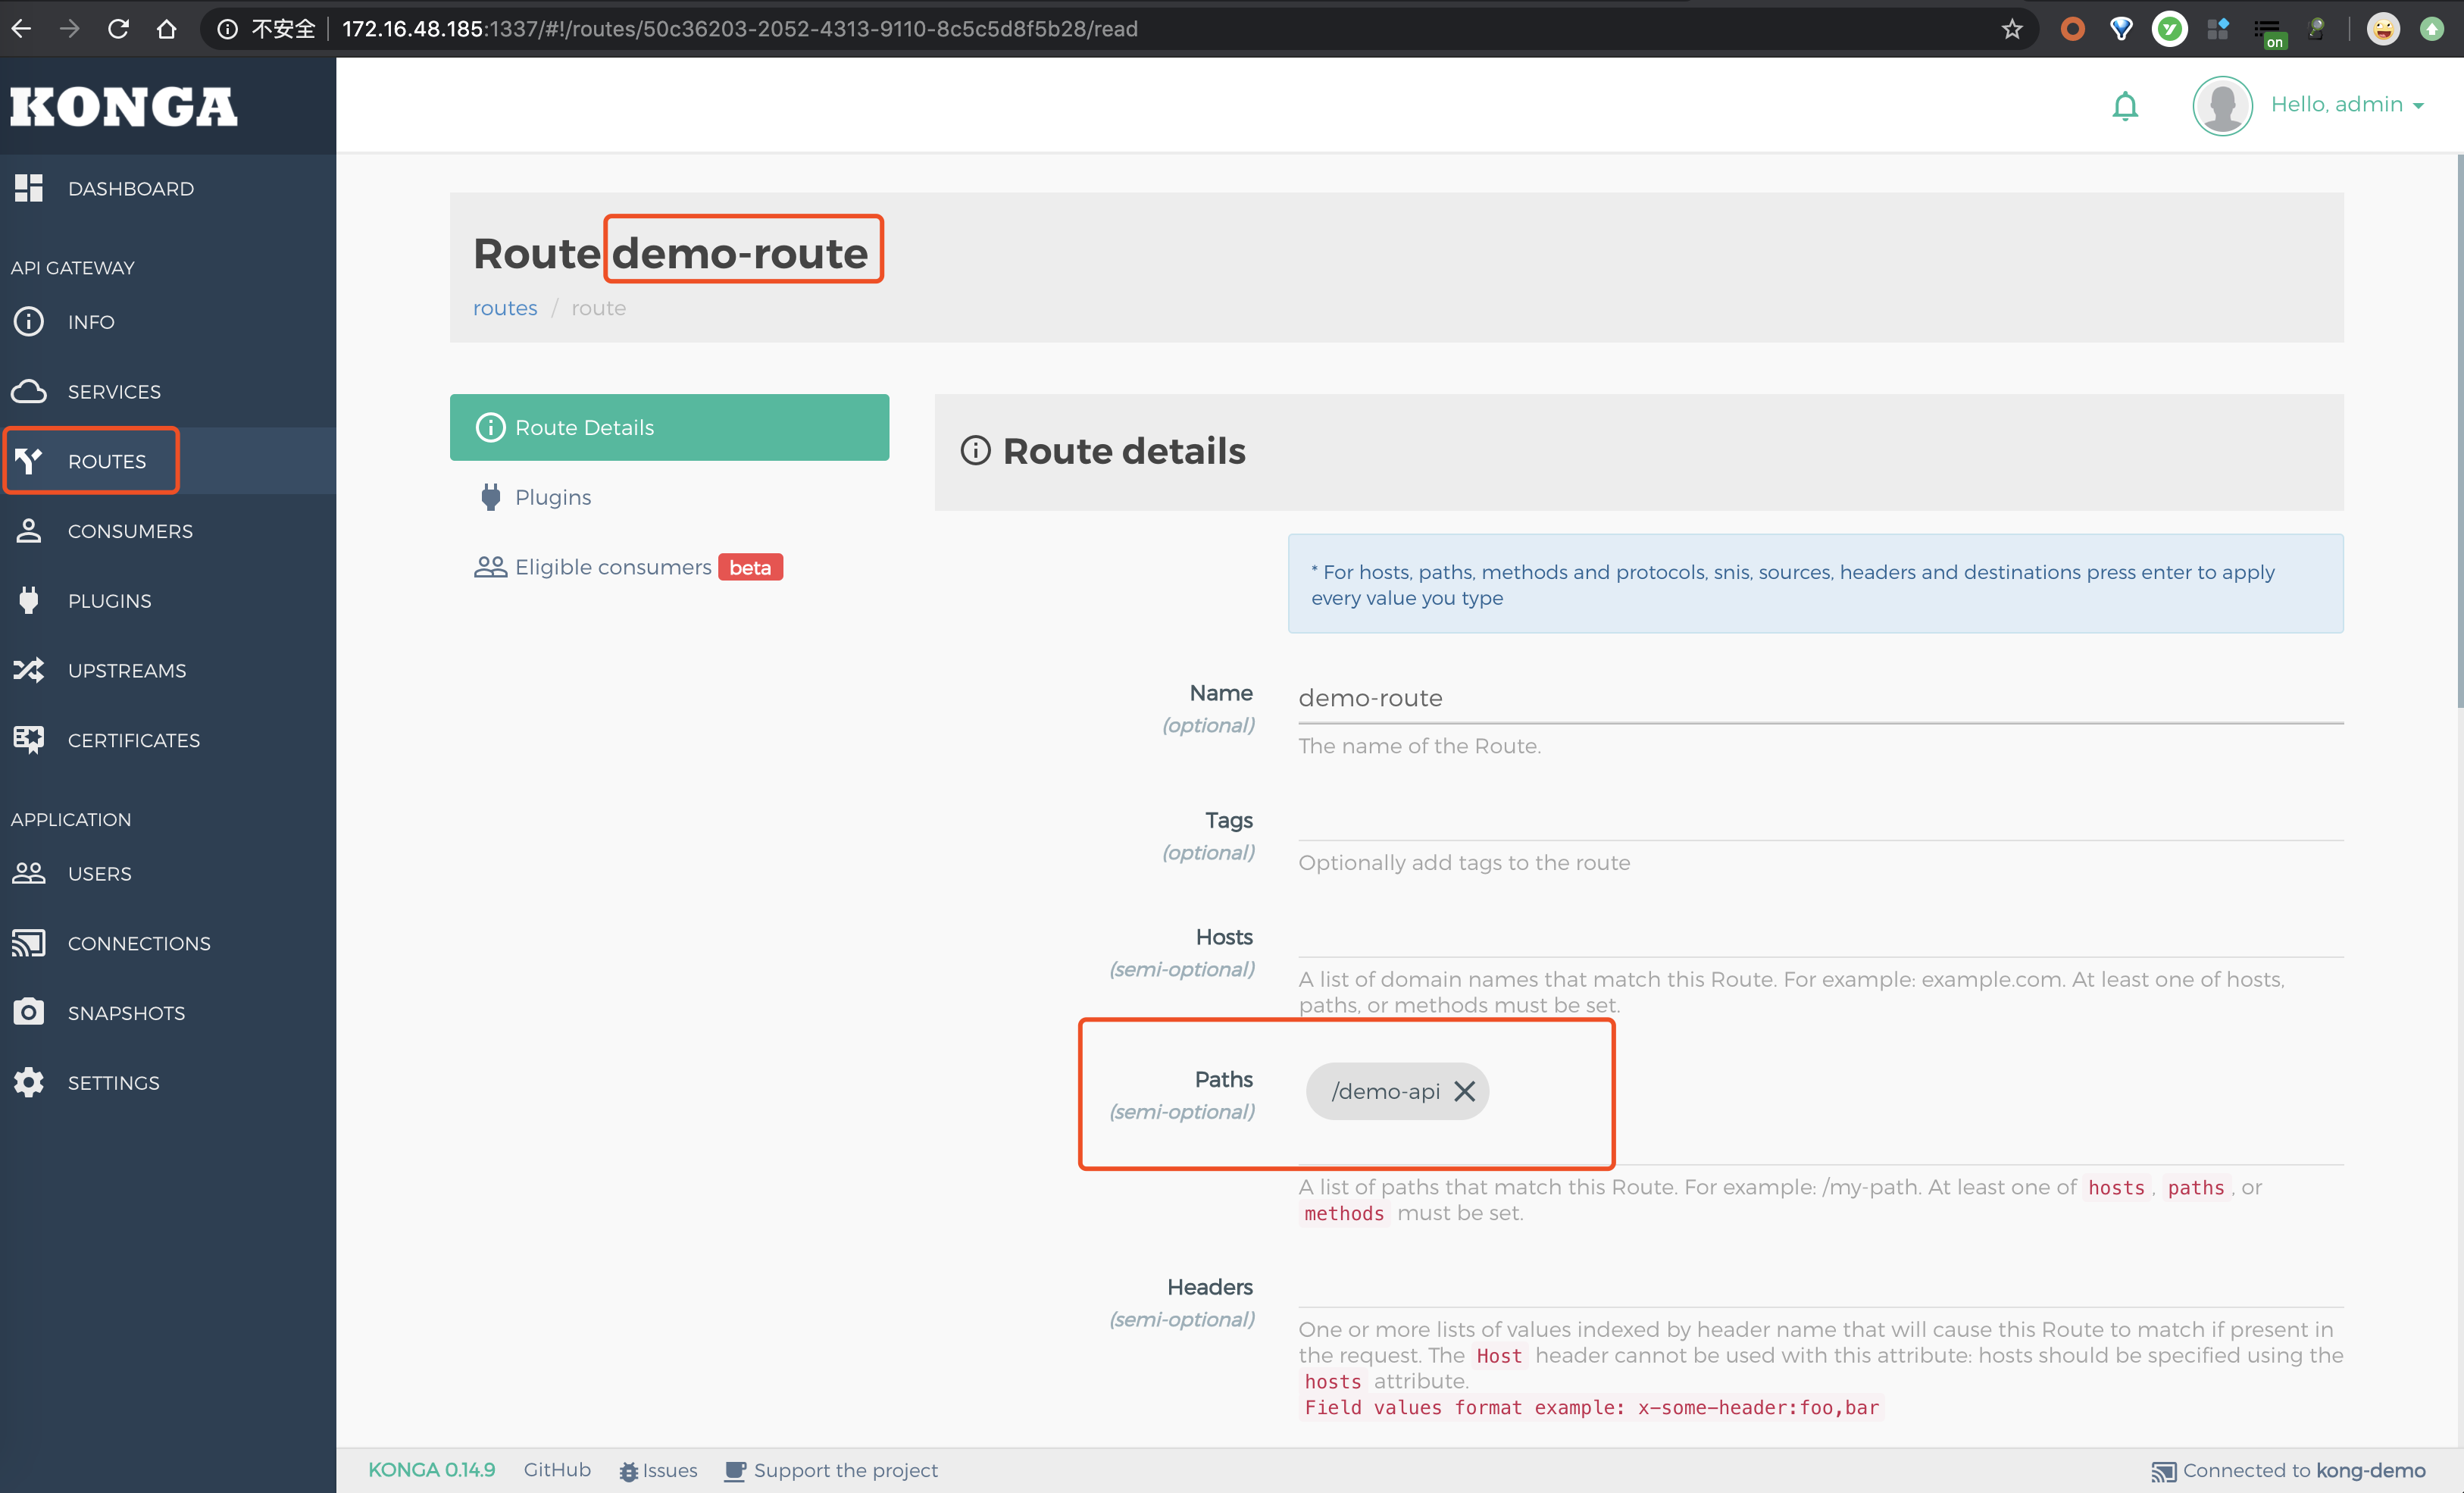 不安全
172.16.48.185:1337/#!/routes/50c36203-2052-4313-9110-8c5c5d8f5b28/read
on
KONGA
Hello, admin
DASHBOARD
API GATEWAY
INFO
SERVICES
ROUTES
CONSUMERS
PLUGINS
UPSTREAMS
CERTIFICATES
APPLICATION
USERS
CONNECTIONS
SNAPSHOTS
SETTINGS
Route demo-route
routes / route
Route Details
Plugins
Eligible consumers beta
Route details
* For hosts, paths, methods and protocols, snis, sources, headers and destinations press enter to apply
every value you type
Name
(optional)
demo-route
The name of the Route.
Tags
(optional)
Optionally add tags to the route
Hosts
(semi-optional)
A list of domain names that match this Route. For example: example.com. At least one of hosts,
paths, or methods must be set.
Paths
(semi-optional)
/demo-api
A list of paths that match this Route. For example: /my-path. At least one of hosts, paths, or
methods must be set.
Headers
(semi-optional)
One or more lists of values indexed by header name that will cause this Route to match if present in
the request. The Host header cannot be used with this attribute: hosts should be specified using the
hosts attribute.
Field values format example: x-some-header:foo,bar
KONGA 0.14.9
GitHub
Issues
Support the project
Connected to kong-demo